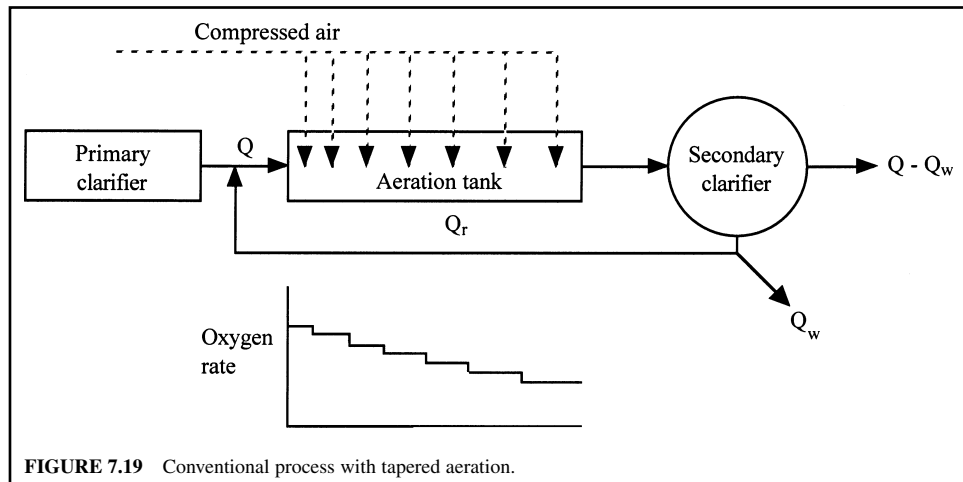 Compressed air
Primary
clarifier
Q
Aeration tank
Secondary
clarifier
Q - Qw
Qr
Qw
Oxygen
rate
FIGURE 7.19 Conventional process with tapered aeration.